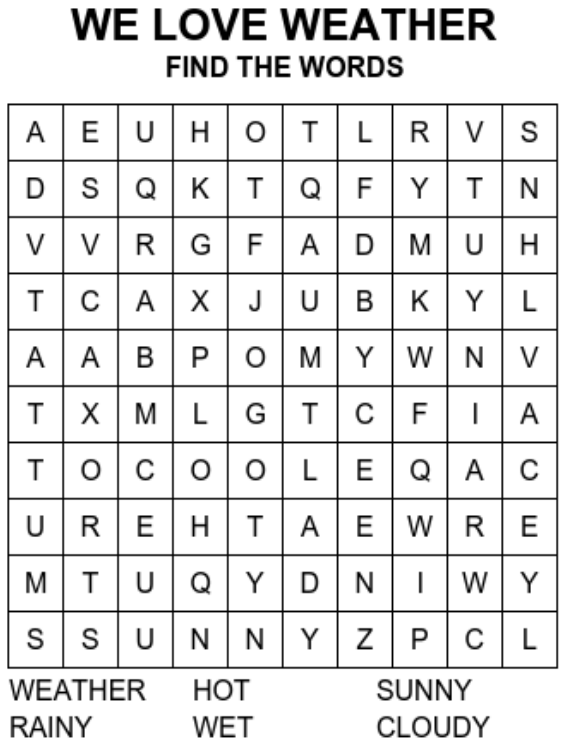 WE LOVE WEATHER
FIND THE WORDS
A E U H O T L R V S
D S Q K T Q F Y T N
V V R G F A D M U H
T C A X J U B K Y L
A A B P O M Y W N V
T X M L G T C F I A
T O C O O L E Q A C
U R E H T A E W R E
M T U Q Y D N I W Y
S S U N N Y Z P C L
WEATHER HOT SUNNY
RAINY WET CLOUDY